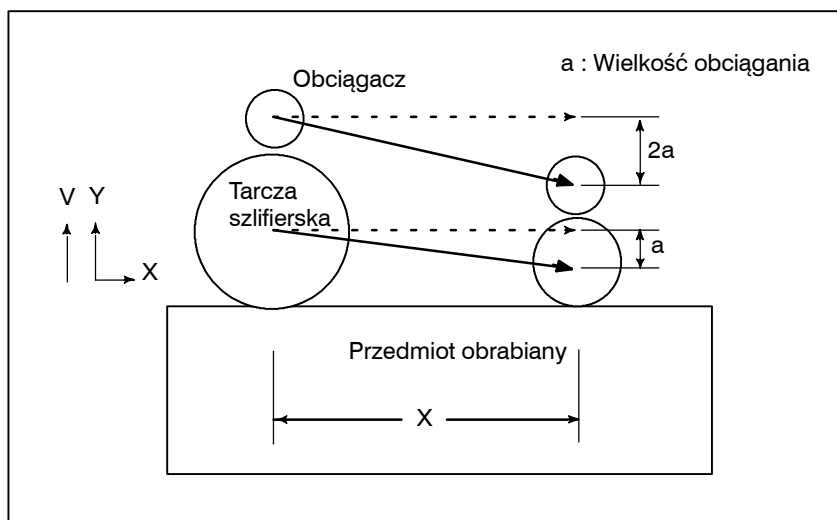 Obciągacz
a : Wielkość obciągania
2a
Tarcza
szlifierska
V Y
a
X
Przedmiot obrabiany
X